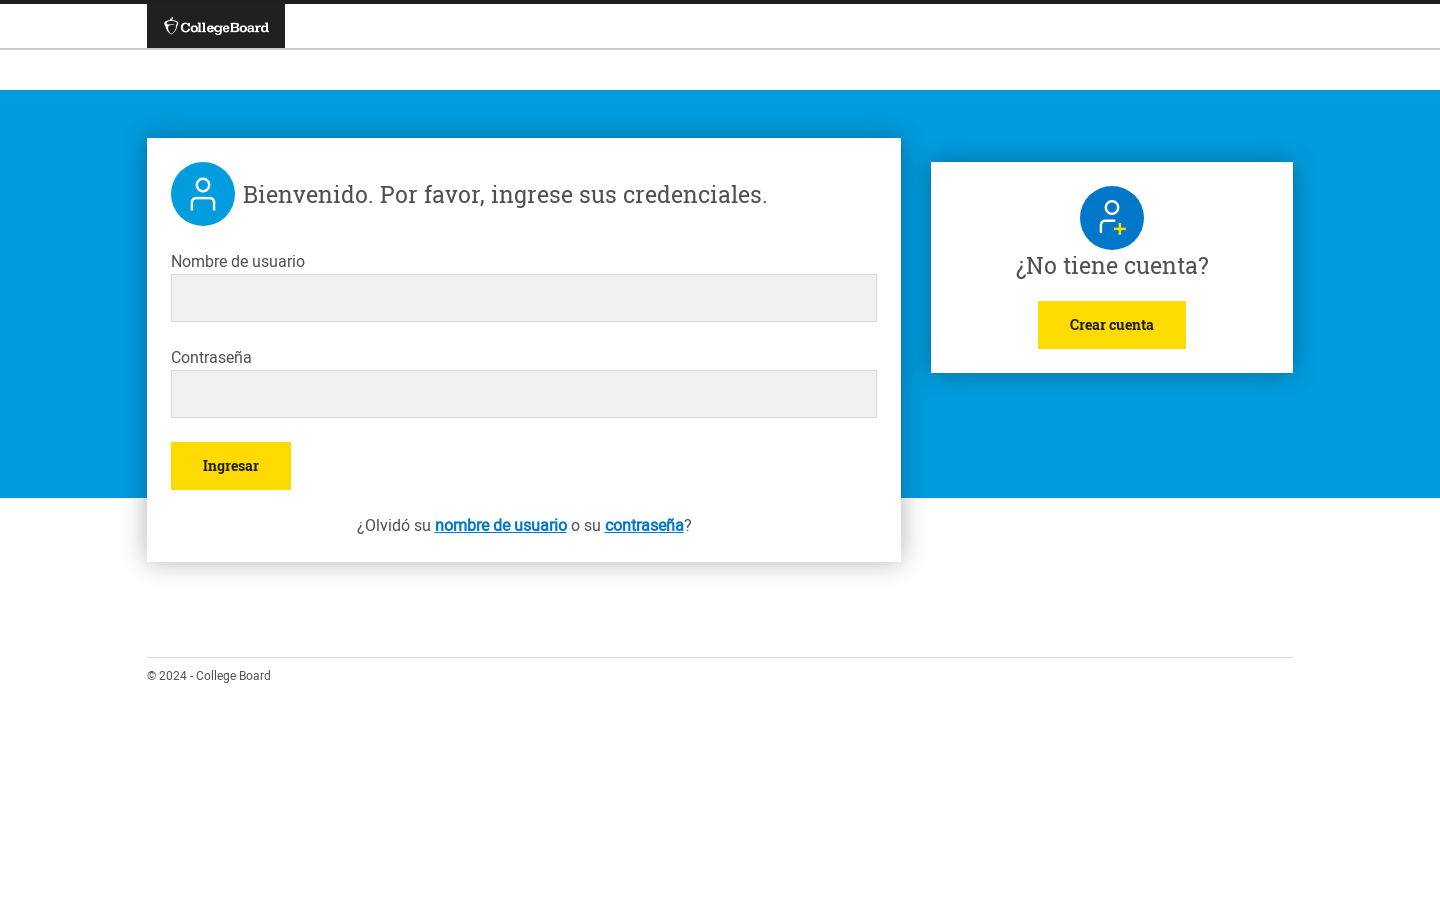 CollegeBoard
Bienvenido. Por favor, ingrese sus credenciales.
Nombre de usuario
Contraseña
Ingresar
¿Olvidó su nombre de usuario o su contraseña?
¿No tiene cuenta?
Crear cuenta
© 2024 - College Board